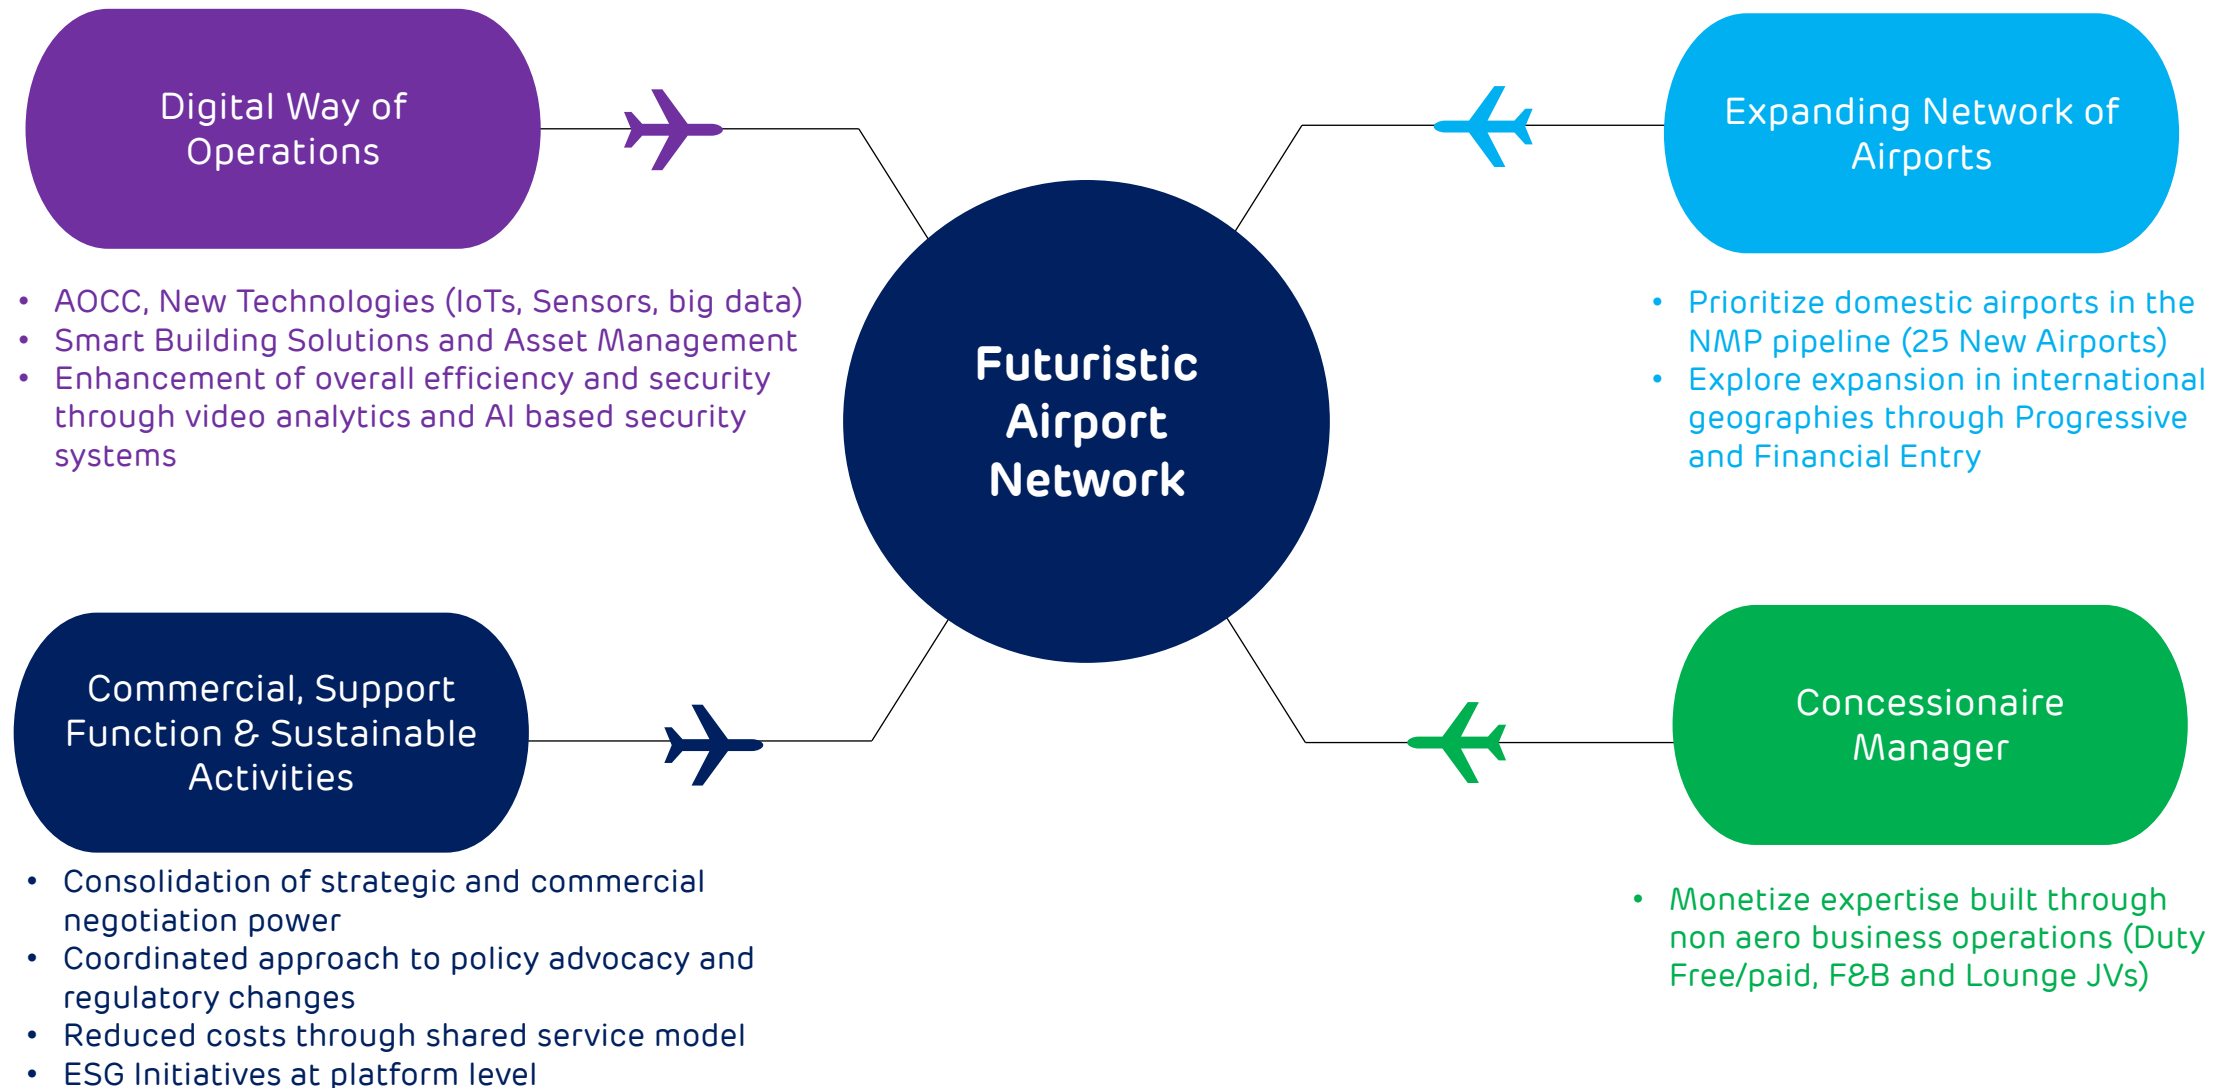 Digital Way of
Operations
• AOCC, New Technologies (IoTs, Sensors, big data)
• Smart Building Solutions and Asset Management
• Enhancement of overall efficiency and security
through video analytics and AI based security
systems
Expanding Network of
Airports
• Prioritize domestic airports in the
NMP pipeline (25 New Airports)
• Explore expansion in international
geographies through Progressive
and Financial Entry
Futuristic
Airport
Network
Commercial, Support
Function & Sustainable
Activities
• Consolidation of strategic and commercial
negotiation power
• Coordinated approach to policy advocacy and
regulatory changes
• Reduced costs through shared service model
• ESG Initiatives at platform level
Concessionaire
Manager
• Monetize expertise built through
non aero business operations (Duty
Free/paid, F&B and Lounge JVs)